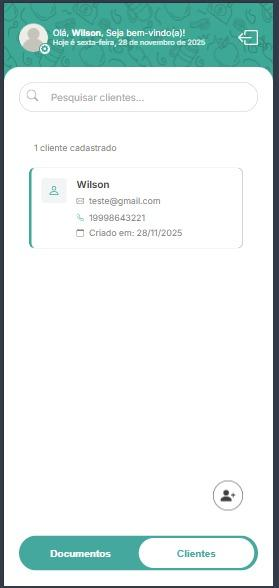 Olá, Wilson, Seja bem-vindo(a)!
Hoje é sexta-feira, 28 de novembro de 2025
Pesquisar clientes...
1 cliente cadastrado
Wilson
teste@gmail.com
19998643221
Criado em: 28/11/2025
Documentos
Clientes